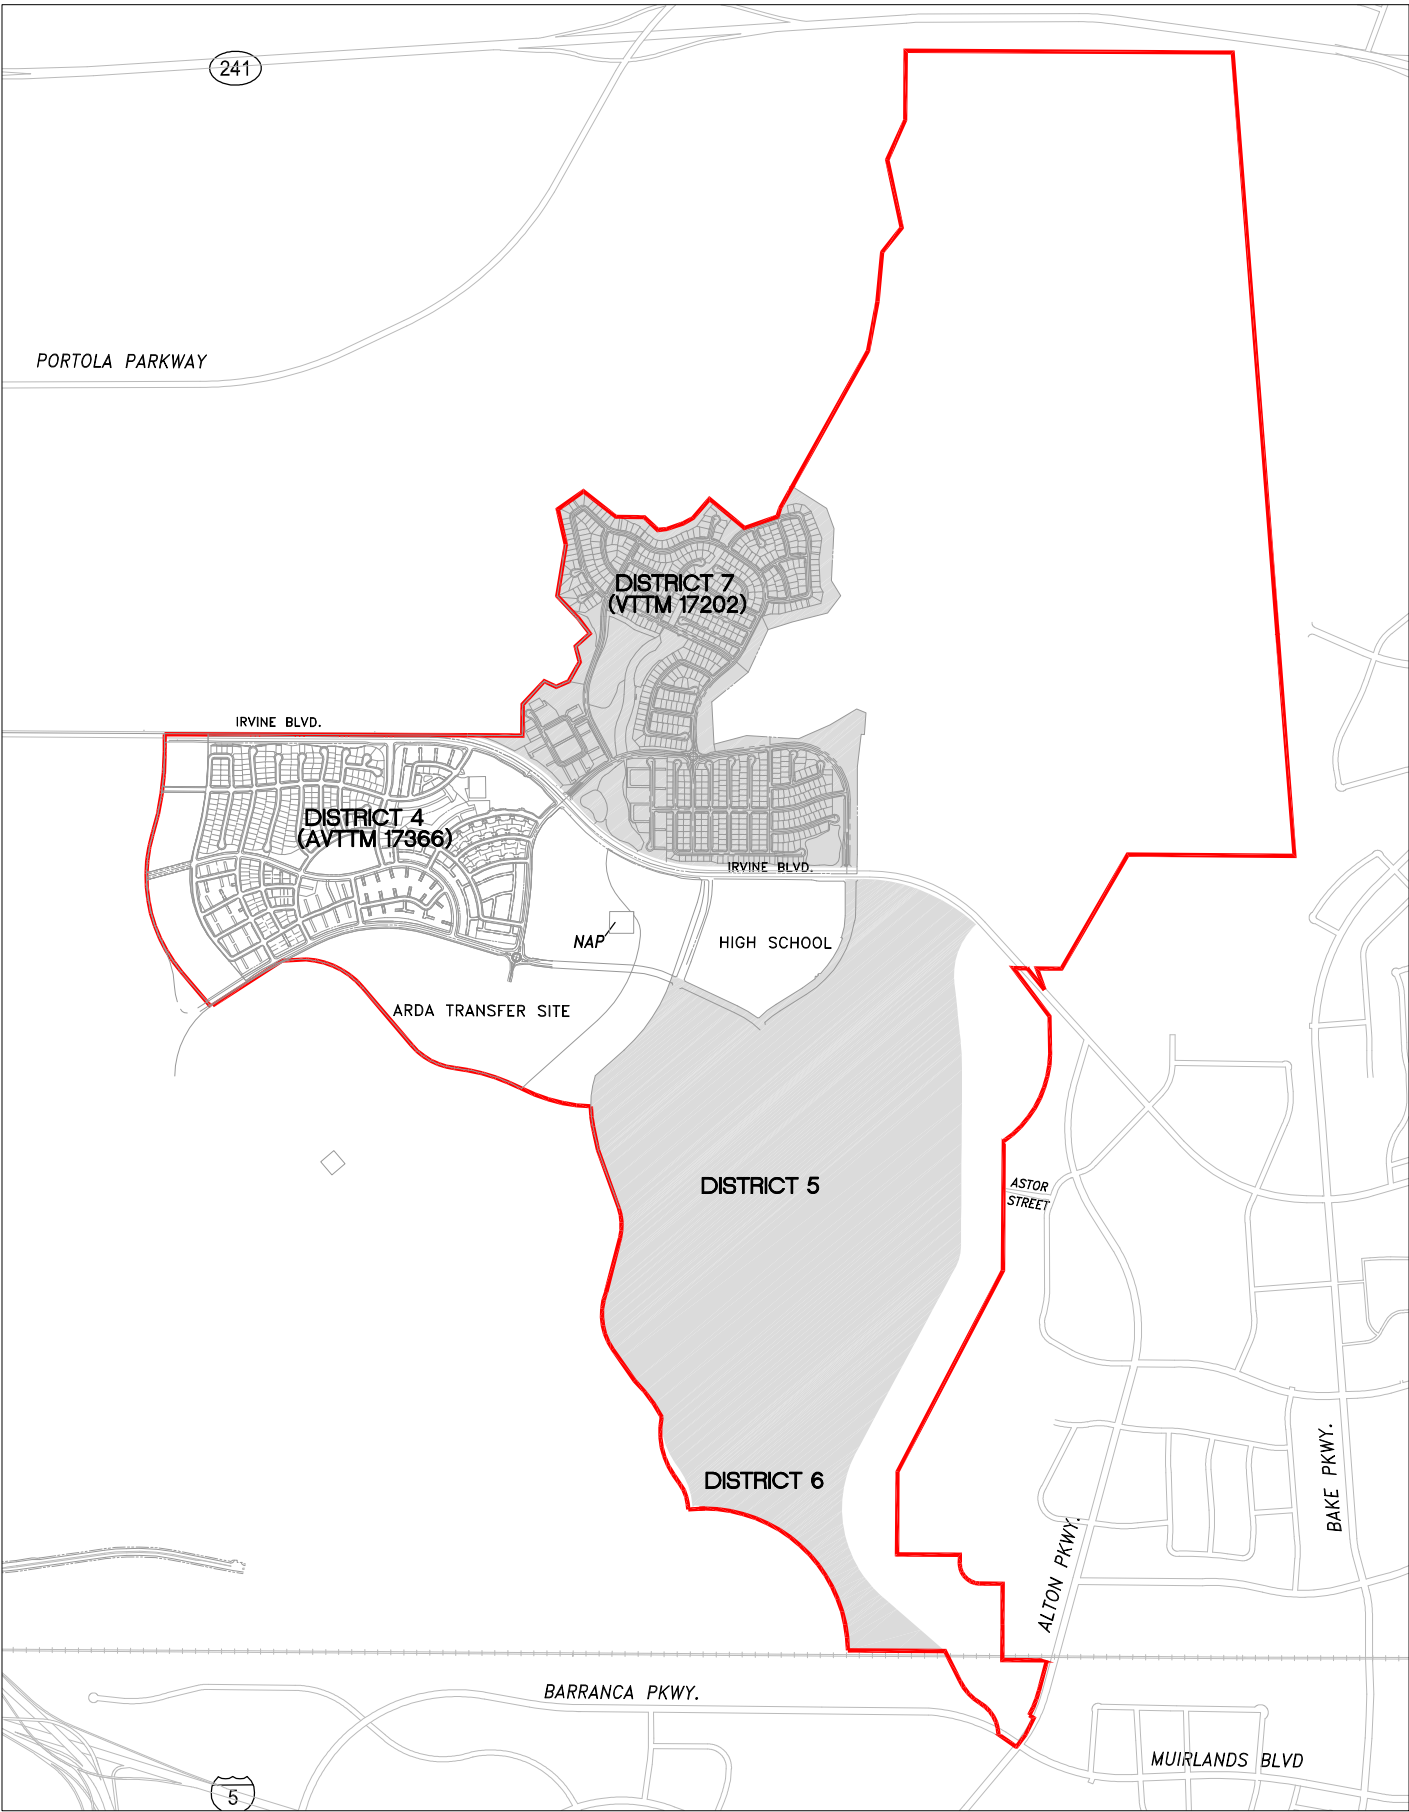 241
PORTOLA PARKWAY
DISTRICT 7
(VTTM 17202)
IRVINE BLVD.
DISTRICT 4
(AVTTM 17366)
IRVINE BLVD.
NAP
HIGH SCHOOL
ARDA TRANSFER SITE
DISTRICT 5
ASTOR
STREET
DISTRICT 6
BAKE PKWY.
ALTON PKWY.
BARRANCA PKWY.
MUIRLANDS BLVD
5